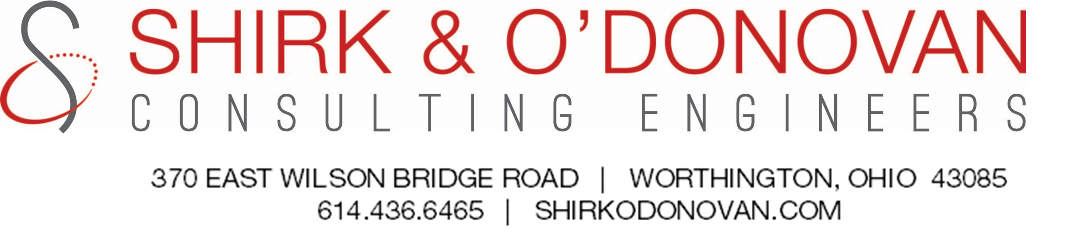 SHIRK & O’DONOVAN
CONSULTING ENGINEERS
370 EAST WILSON BRIDGE ROAD | WORTHINGTON, OHIO 43085
614.436.6465 | SHIRKODONOVAN.COM